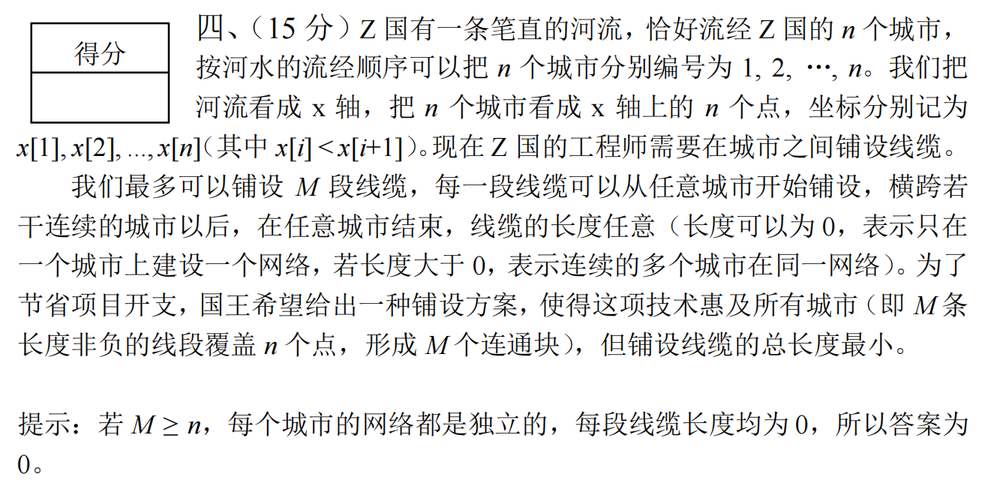 得分
四、（15 分）Z 国有一条笔直的河流，恰好流经 Z 国的 n 个城市，
按河水的流经顺序可以把 n 个城市分别编号为 1, 2, …, n。我们把
河流看成 x 轴，把 n 个城市看成 x 轴上的 n 个点，坐标分别记为
x[1], x[2], ..., x[n]（其中 x[i] < x[i+1]）。现在 Z 国的工程师需要在城市之间铺设线缆。
我们最多可以铺设 M 段线缆，每一段线缆可以从任意城市开始铺设，横跨若
干连续的城市以后，在任意城市结束，线缆的长度任意（长度可以为 0，表示只在
一个城市上建设一个网络，若长度大于 0，表示连续的多个城市在同一网络）。为了
节省项目开支，国王希望给出一种铺设方案，使得这项技术惠及所有城市（即 M 条
长度非负的线段覆盖 n 个点，形成 M 个连通块），但铺设线缆的总长度最小。
提示：若 M ≥ n，每个城市的网络都是独立的，每段线缆长度均为 0，所以答案为
0。